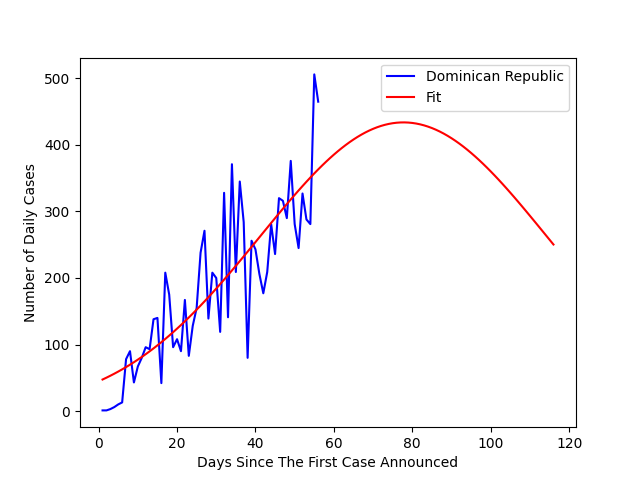 Dominican Republic
Fit
Number of Daily Cases
500
400
300
200
100
0
0 20 40 60 80 100 120
Days Since The First Case Announced